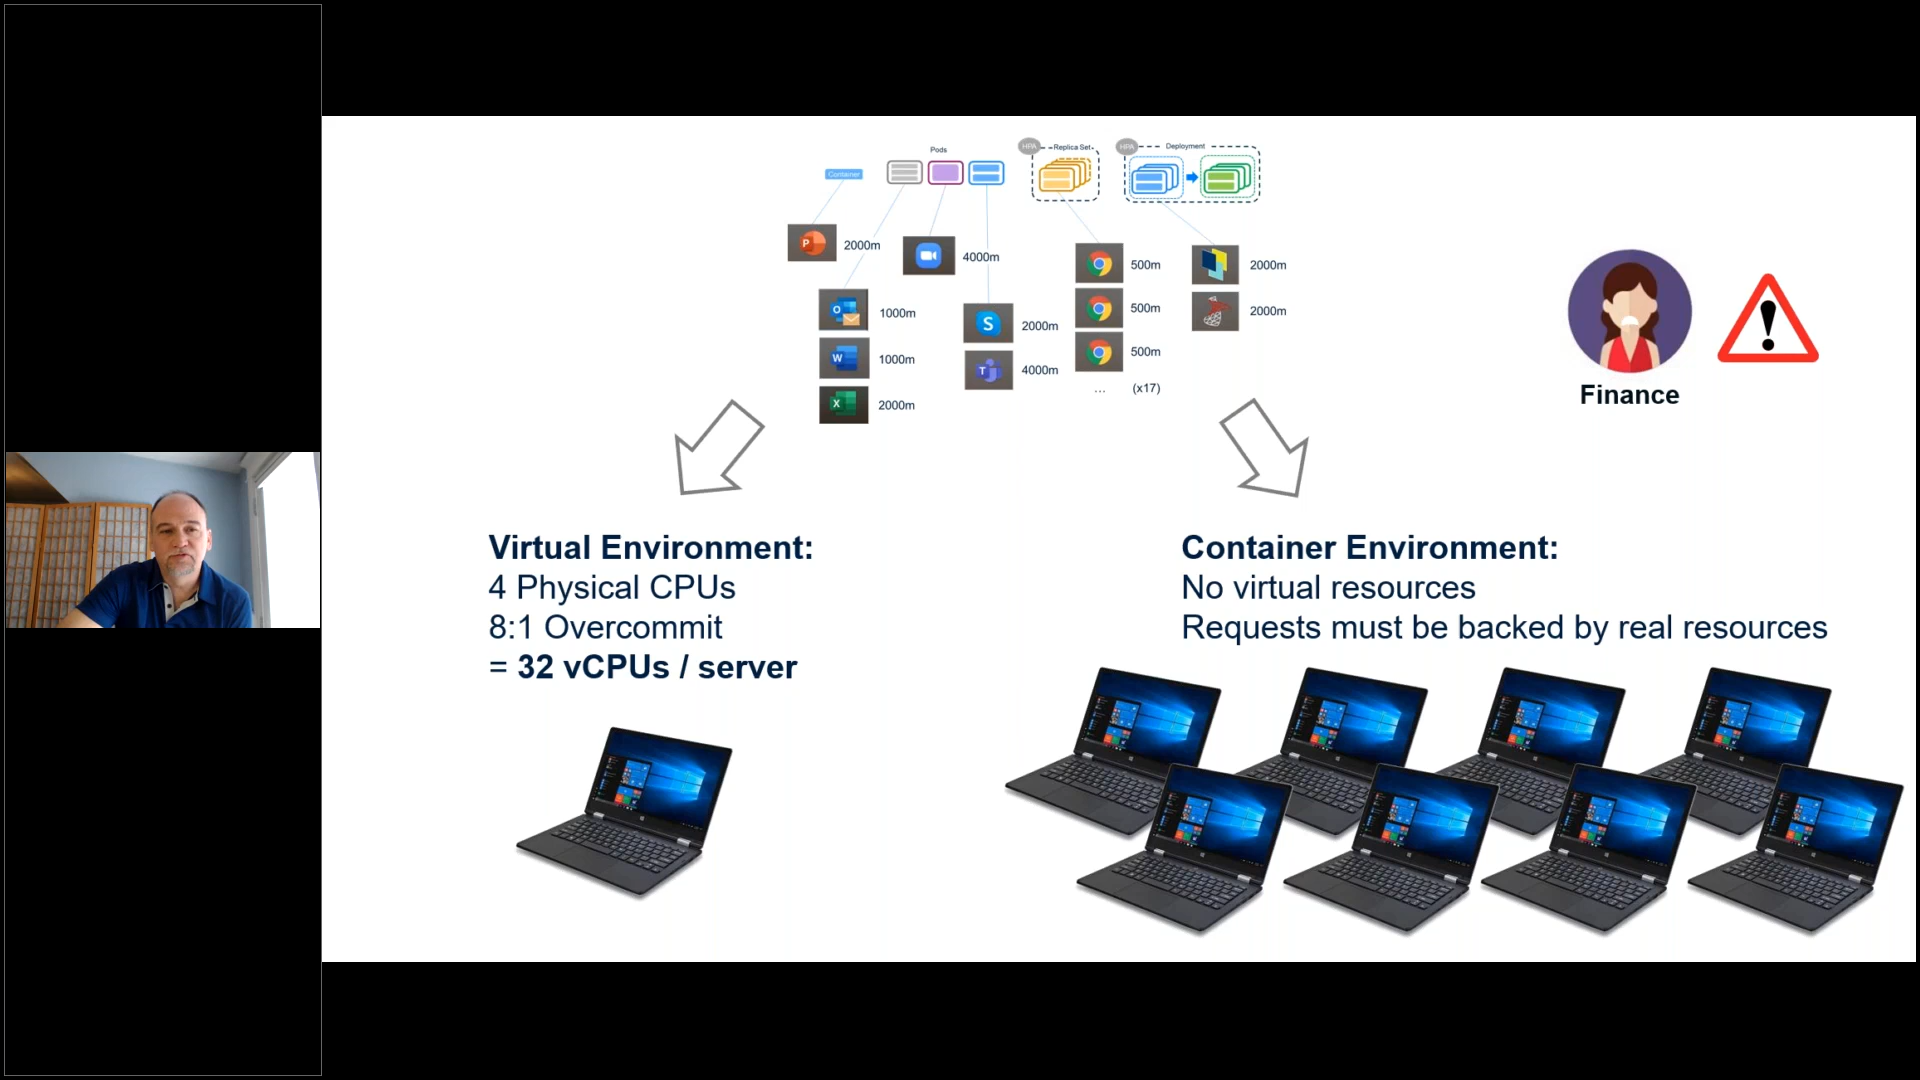 Pods
HPA
Replica Set
HPA
Deployment
Container
P
2000m
4000m
500m
2000m
O
1000m
S
2000m
500m
2000m
W
1000m
T
4000m
500m
X
2000m
... (x17)
Finance
Virtual Environment:
4 Physical CPUs
8:1 Overcommit
= 32 vCPUs / server
Container Environment:
No virtual resources
Requests must be backed by real resources